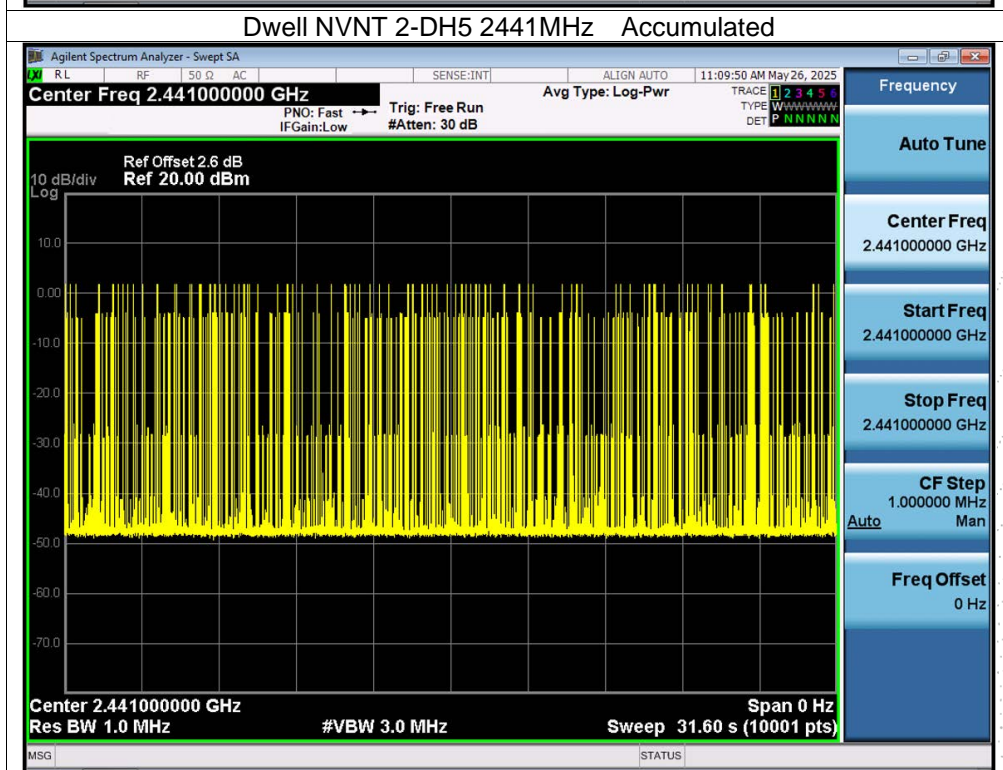 Dwell NVNT 2-DH5 2441MHz Accumulated
Agilent Spectrum Analyzer - Swept SA
LXI RL RF 50 Ω AC SENSE:INT ALIGN AUTO 11:09:50 AM May 26, 2025
Center Freq 2.441000000 GHz
PNO: Fast
IFGain:Low
Trig: Free Run
#Atten: 30 dB
Avg Type: Log-Pwr
TRACE 1 2 3 4 5 6
TYPE W
DET P N N N N N
Frequency
Auto Tune
Center Freq
2.441000000 GHz
Start Freq
2.441000000 GHz
Stop Freq
2.441000000 GHz
CF Step
1.000000 MHz
Auto Man
Freq Offset
0 Hz
Ref Offset 2.6 dB
10 dB/div Ref 20.00 dBm
Log
10.0
0.00
-10.0
-20.0
-30.0
-40.0
-50.0
-60.0
-70.0
Center 2.441000000 GHz Span 0 Hz
Res BW 1.0 MHz #VBW 3.0 MHz Sweep 31.60 s (10001 pts)
MSG STATUS